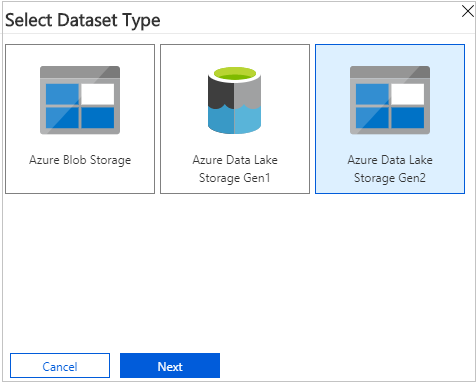 Select Dataset Type
Azure Blob Storage
Azure Data Lake
Storage Gen1
Azure Data Lake
Storage Gen2
Cancel
Next